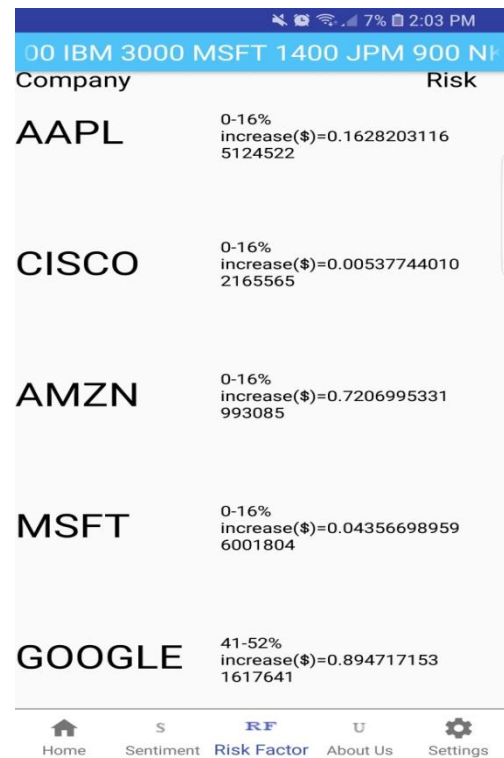 7% 2:03 PM
00 IBM 3000 MSFT 1400 JPM 900
Company Risk
AAPL
0-16%
increase($)=0.1628203116
5124522
CISCO
0-16%
increase($)=0.00537744010
2165565
AMZN
0-16%
increase($)=0.7206995331
993085
MSFT
0-16%
increase($)=0.04356698959
6001804
GOOGLE
41-52%
increase($)=0.894717153
1617641
S RF U
Home Sentiment Risk Factor About Us Settings